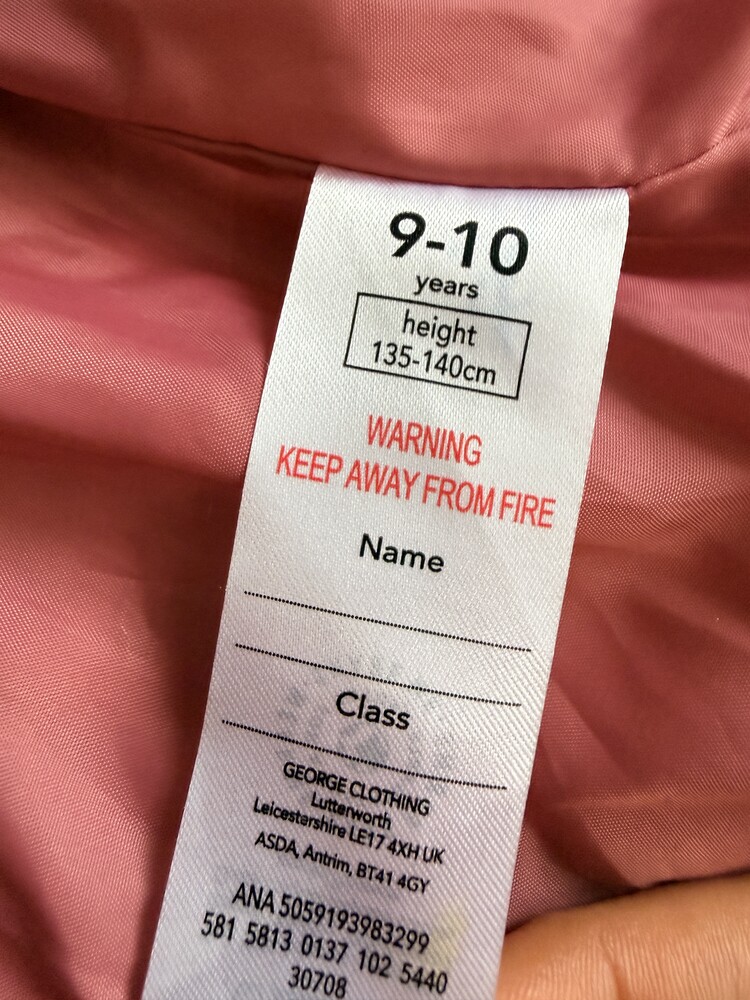 9-10
years
height
135-140cm
WARNING
KEEP AWAY FROM FIRE
Name
Class
GEORGE CLOTHING
Lutterworth
Leicestershire LE17 4XH UK
ASDA, Antrim, BT41 4GY
ANA 5059193983299
581 5813 0137 102 5440
30708